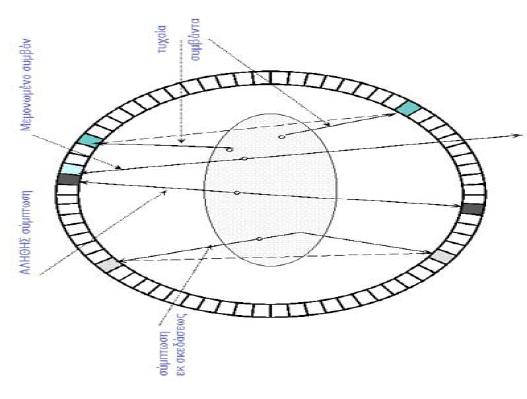 Μεμονωμένο συμβάν
τυχαία
συμβάντα
ΑΛΗΘΗΣ σύμπτωση
σύμπτωση
εκ σκεδάσεως